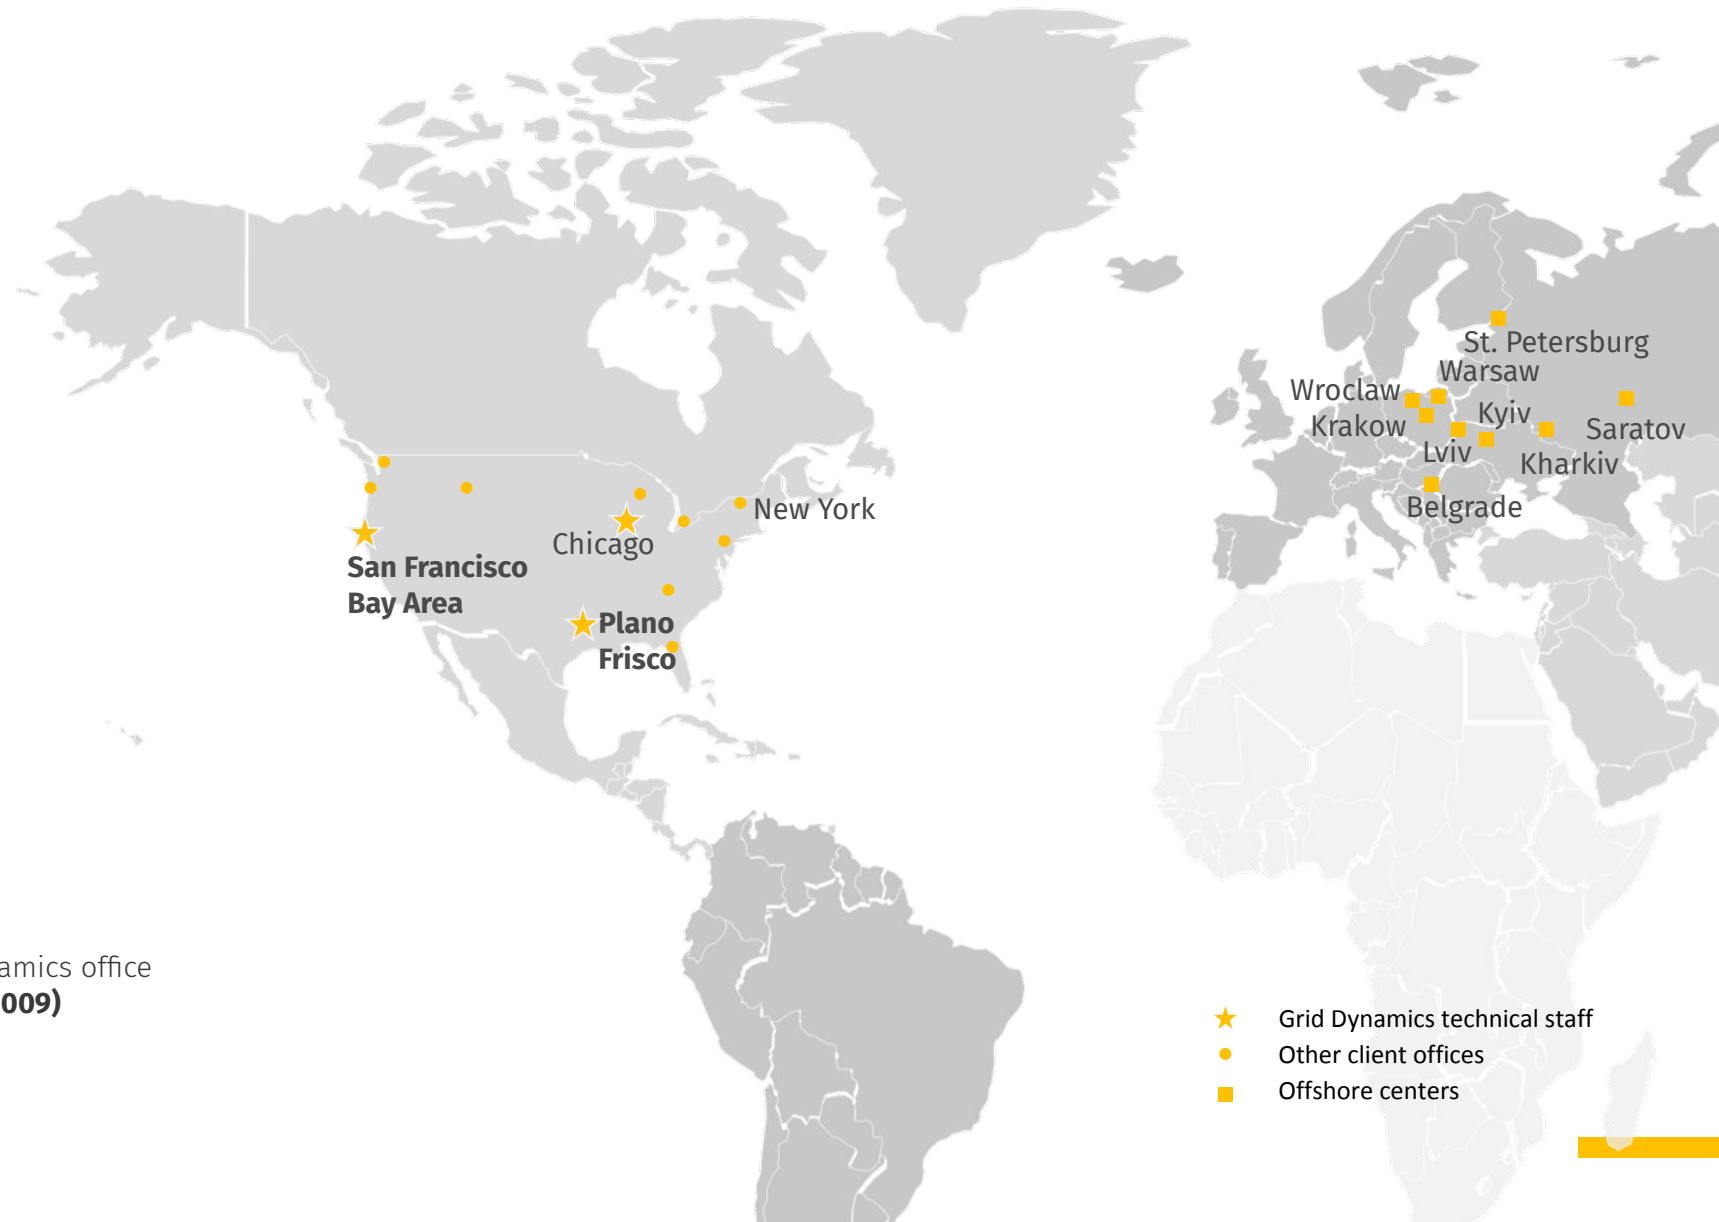 St. Petersburg
Warsaw
Wroclaw
Kyiv
Krakow
Saratov
Lviv
Kharkiv
Belgrade
New York
Chicago
San Francisco
Bay Area
Plano
Frisco
amics office
009)
Grid Dynamics technical staff
Other client offices
Offshore centers